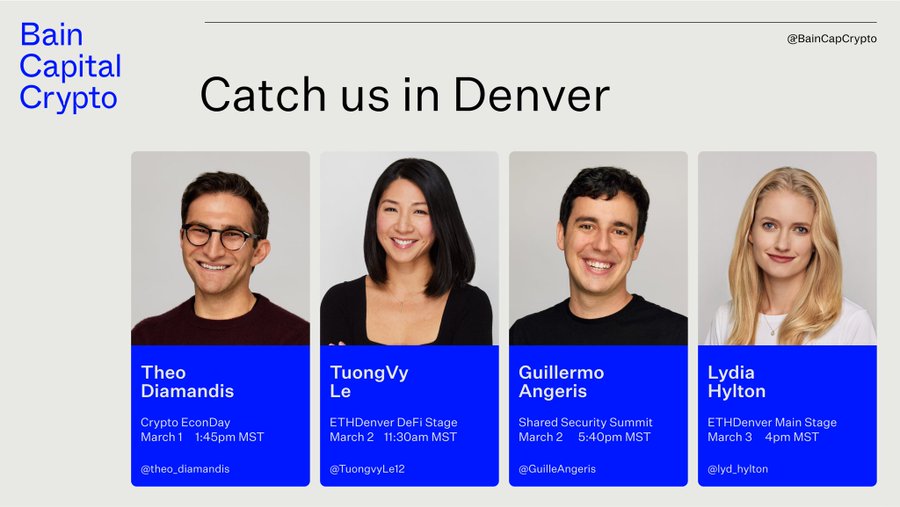 Bain
Capital
Crypto
@BainCapCrypto
Catch us in Denver
Theo
Diamandis
Crypto EconDay
March 1 1:45pm MST
@theo_diamandis
TuongVy
Le
ETHDenver DeFi Stage
March 2 11:30am MST
@TuongvyLe12
Guillermo
Angeris
Shared Security Summit
March 2 5:40pm MST
@GuilleAngeris
Lydia
Hylton
ETHDenver Main Stage
March 3 4pm MST
@lyd_hylton